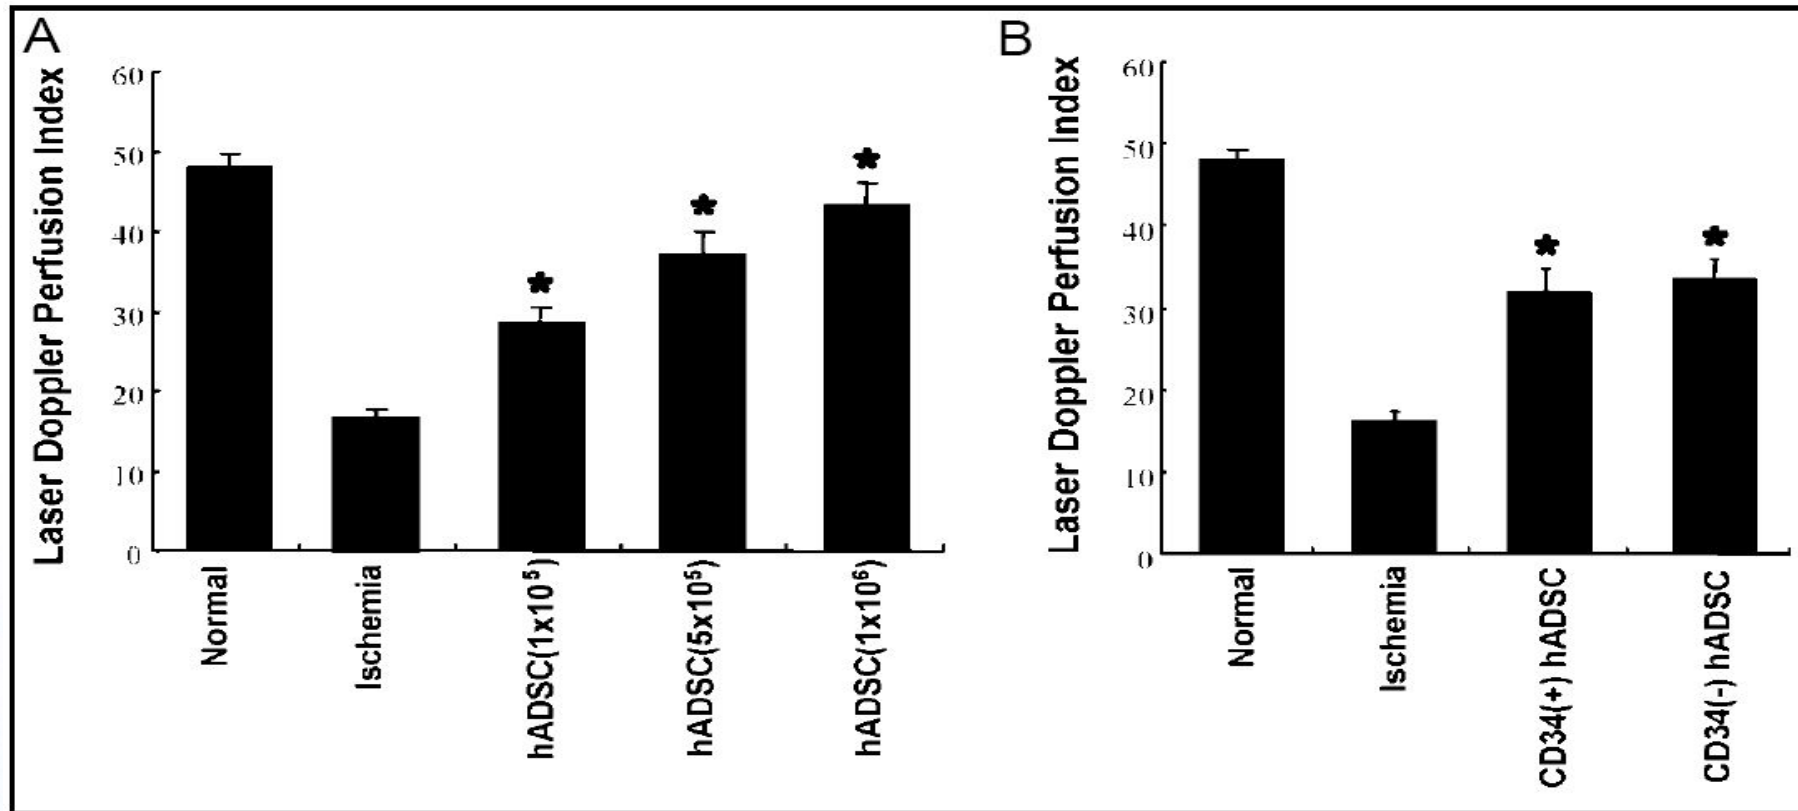 A
Laser Doppler Perfusion Index
60
50
40
30
20
10
0
*
*
*
Normal
Ischemia
hADSC(1x10⁵)
hADSC(5x10⁵)
hADSC(1x10⁶)
B
Laser Doppler Perfusion Index
60
50
40
30
20
10
0
*
*
Normal
Ischemia
CD34(+) hADSC
CD34(-) hADSC